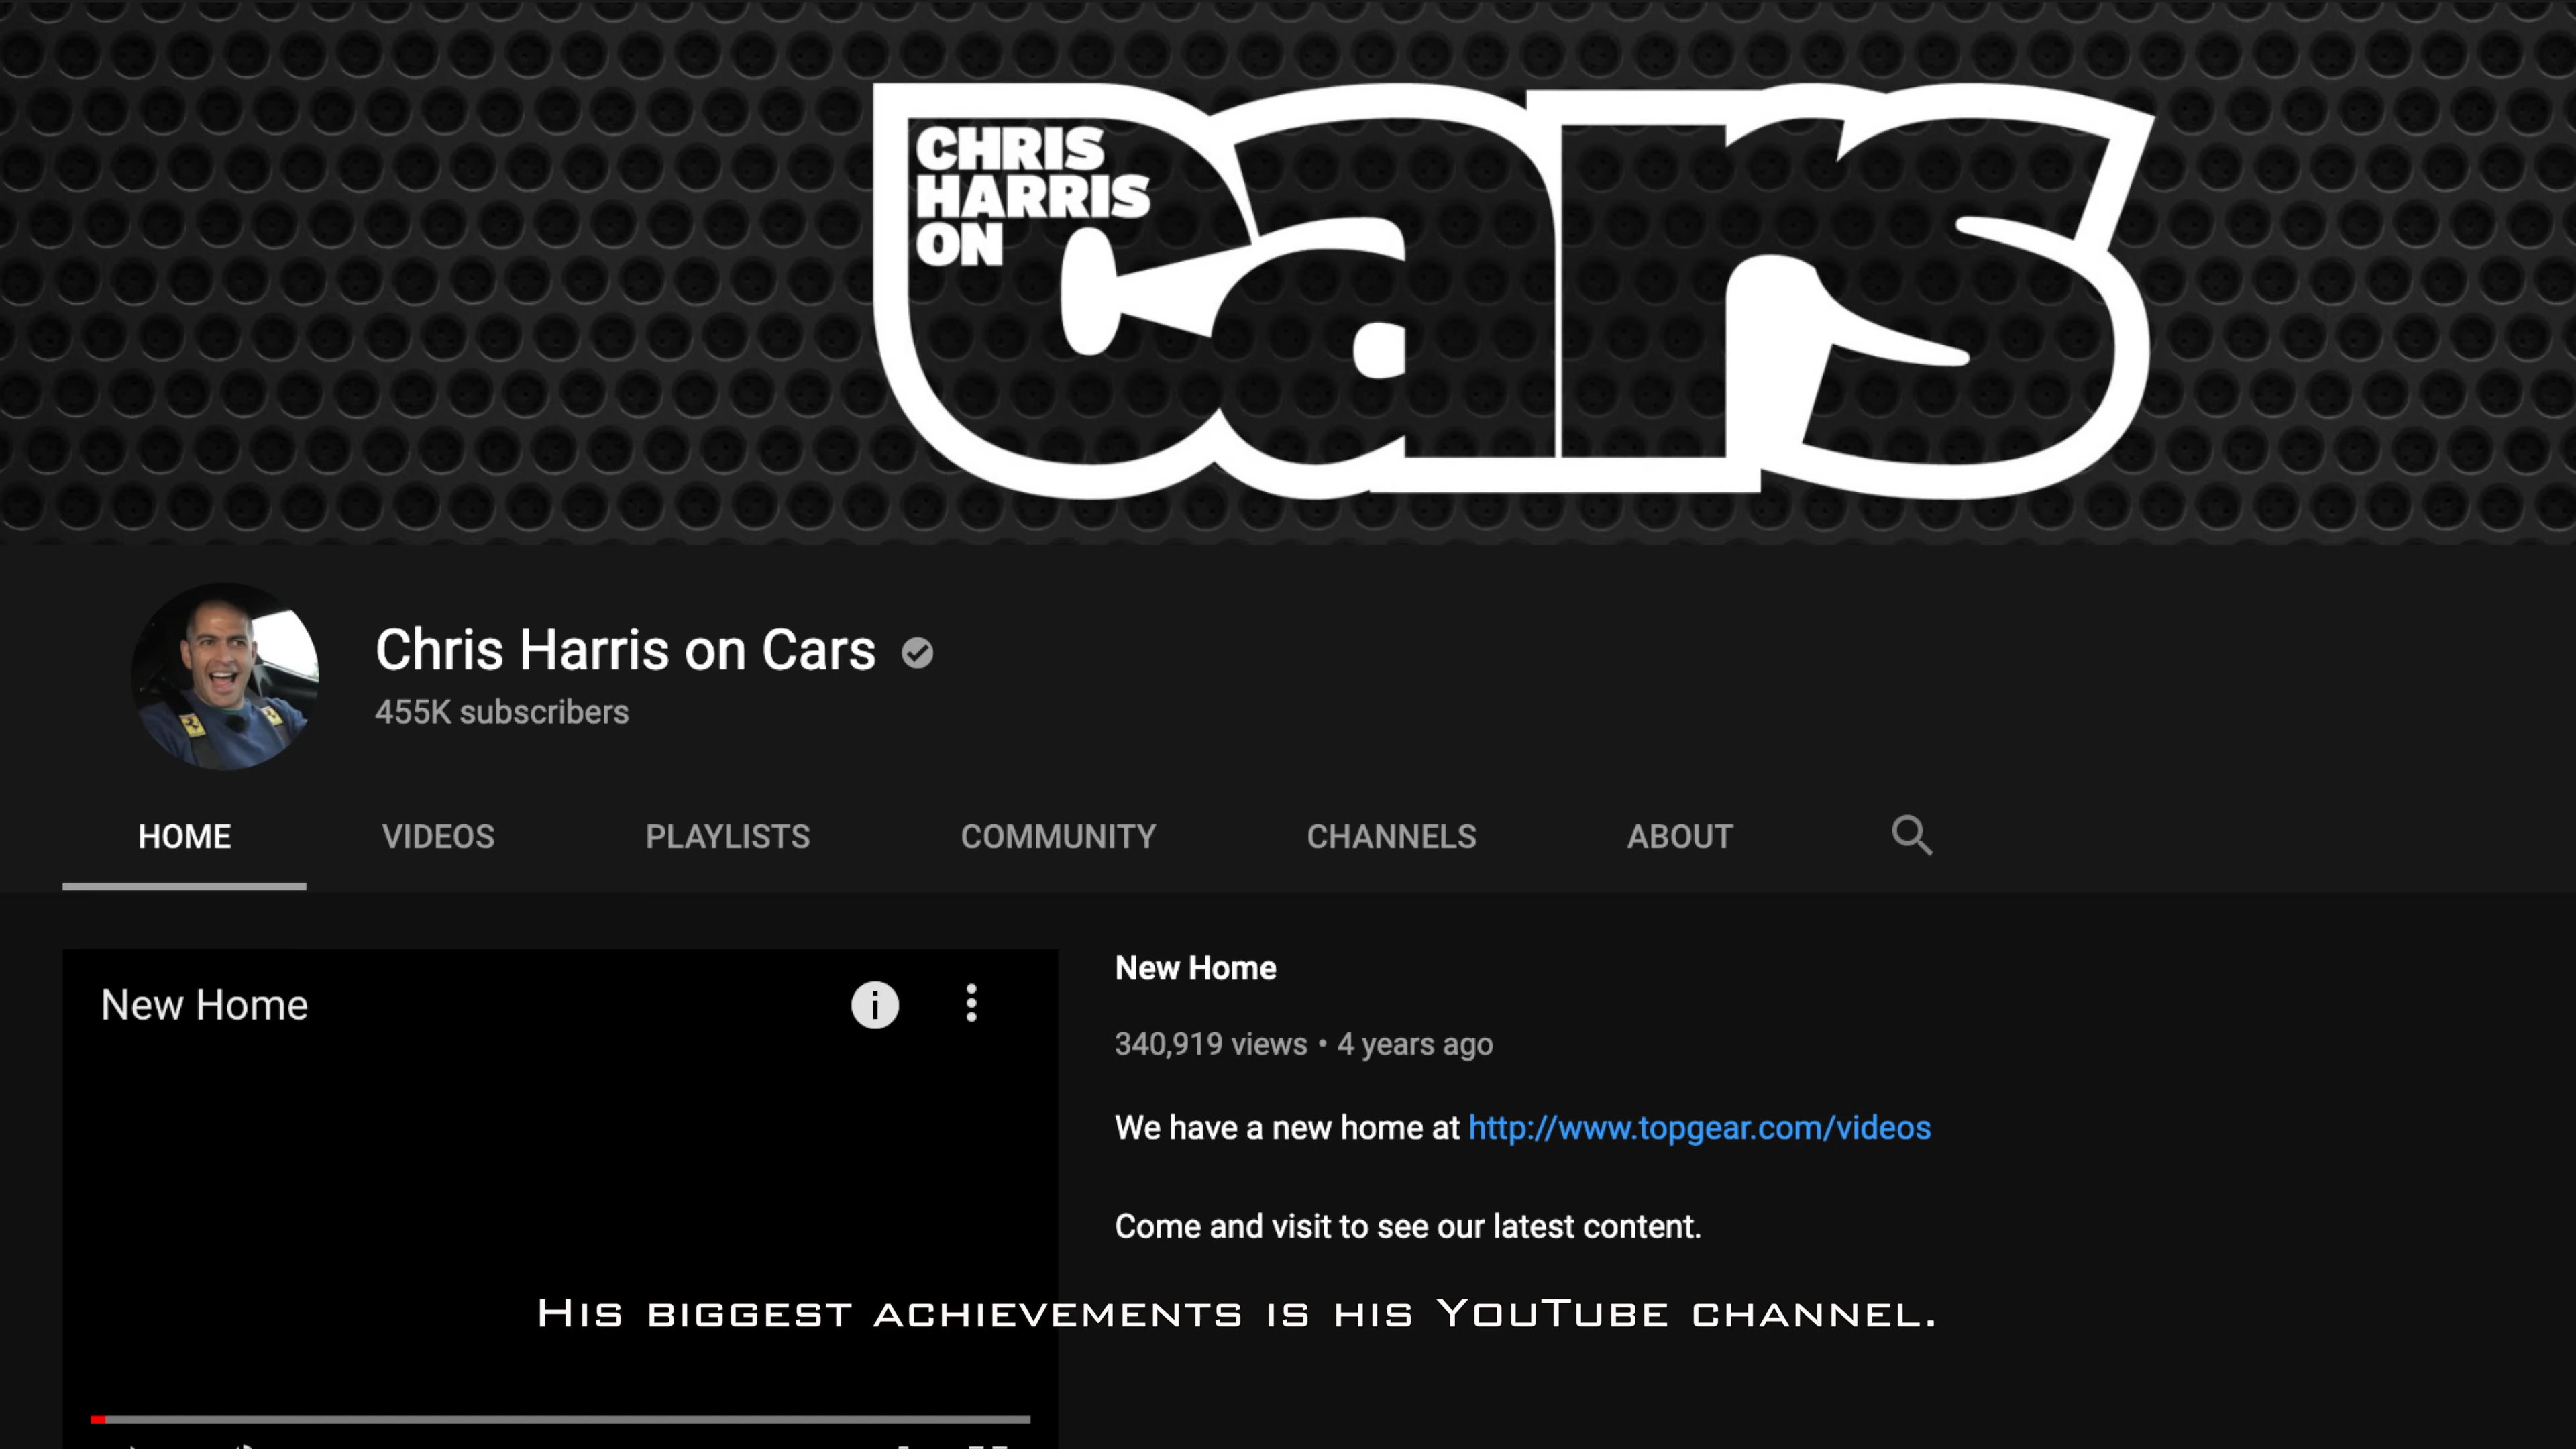 CHRIS
HARRIS
ON
cars
Chris Harris on Cars
455K subscribers
HOME VIDEOS PLAYLISTS COMMUNITY CHANNELS ABOUT
New Home
New Home
340,919 views • 4 years ago
We have a new home at http://www.topgear.com/videos
Come and visit to see our latest content.
His biggest achievements is his YouTube channel.